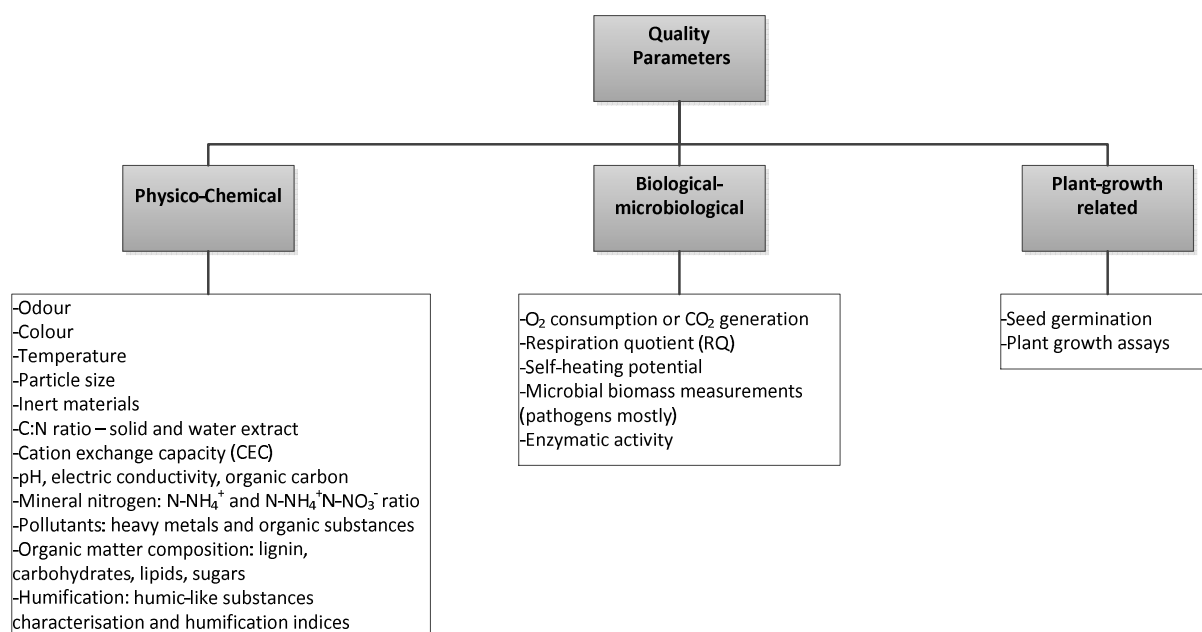 Quality
Parameters
Physico-Chemical
Biological-
microbiological
Plant-growth
related
-Odour
-Colour
-Temperature
-Particle size
-Inert materials
-C:N ratio – solid and water extract
-Cation exchange capacity (CEC)
-pH, electric conductivity, organic carbon
-Mineral nitrogen: N-NH₄⁺ and N-NH₄⁺N-NO₃⁻ ratio
-Pollutants: heavy metals and organic substances
-Organic matter composition: lignin,
carbohydrates, lipids, sugars
-Humification: humic-like substances
characterisation and humification indices
-O₂ consumption or CO₂ generation
-Respiration quotient (RQ)
-Self-heating potential
-Microbial biomass measurements
(pathogens mostly)
-Enzymatic activity
-Seed germination
-Plant growth assays